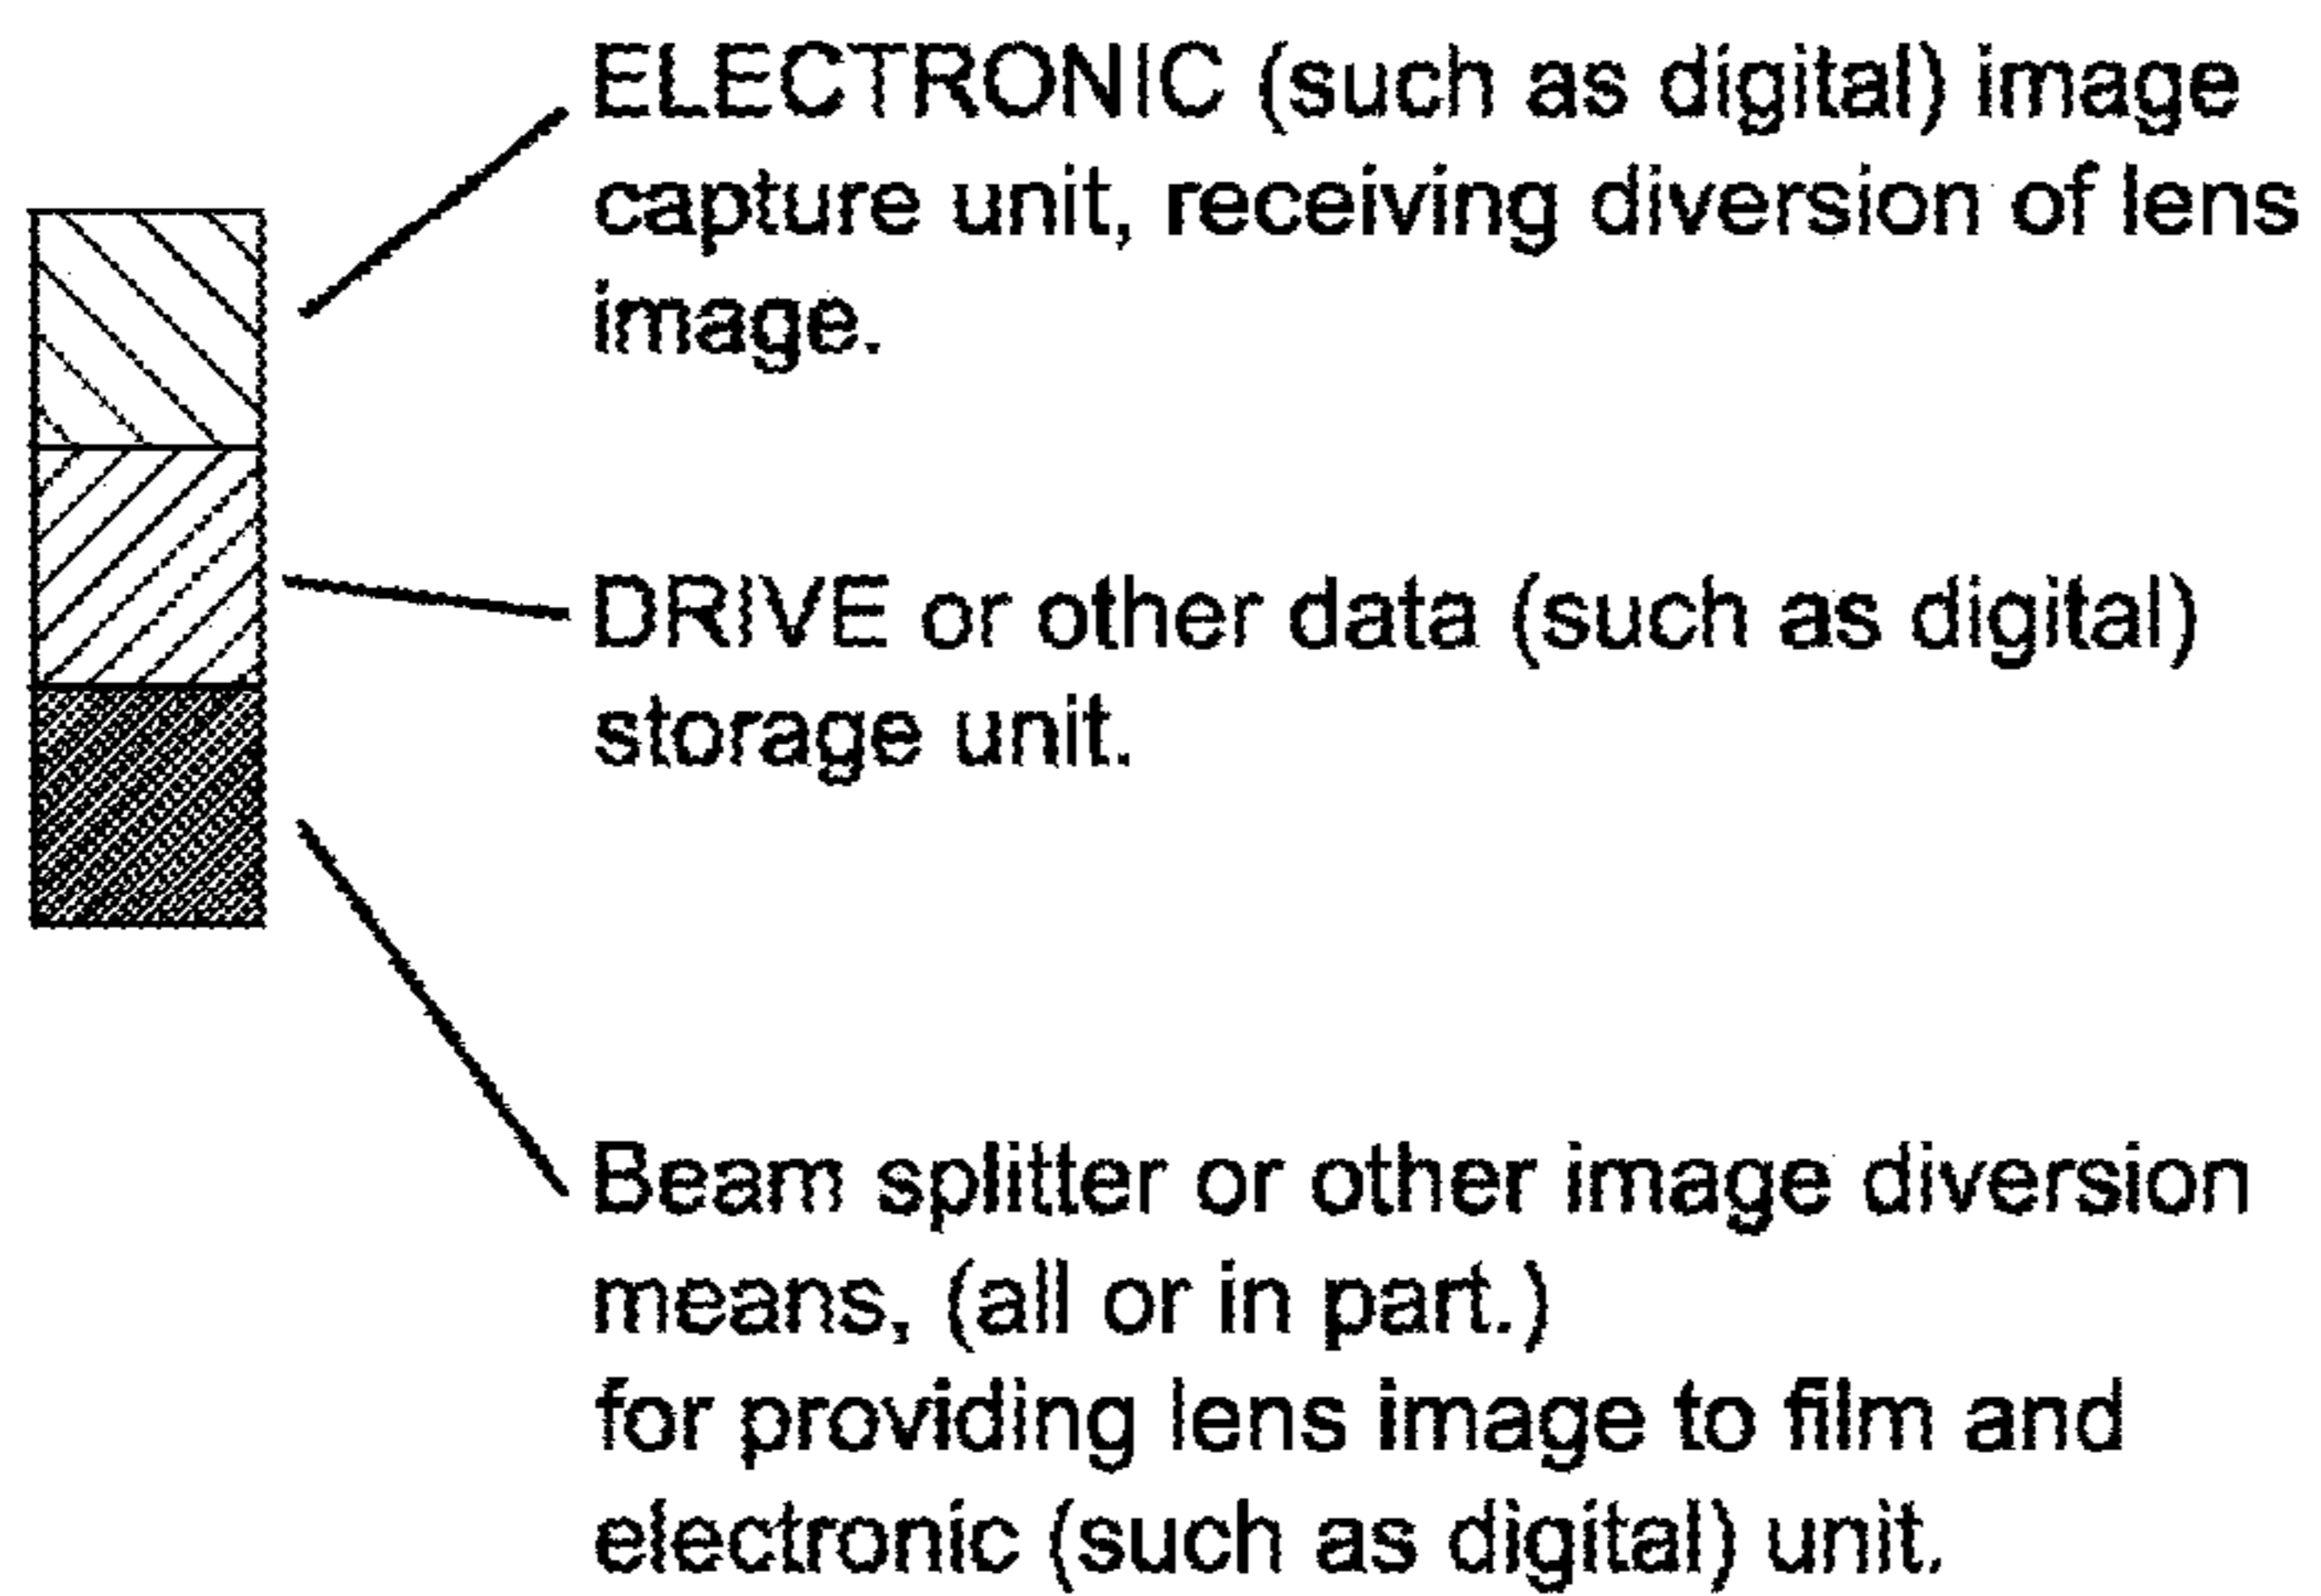 ELECTRONIC (such as digital) image
capture unit, receiving diversion of lens
image.
DRIVE or other data (such as digital)
storage unit.
Beam splitter or other image diversion
means, (all or in part.)
for providing lens image to film and
electronic (such as digital) unit.